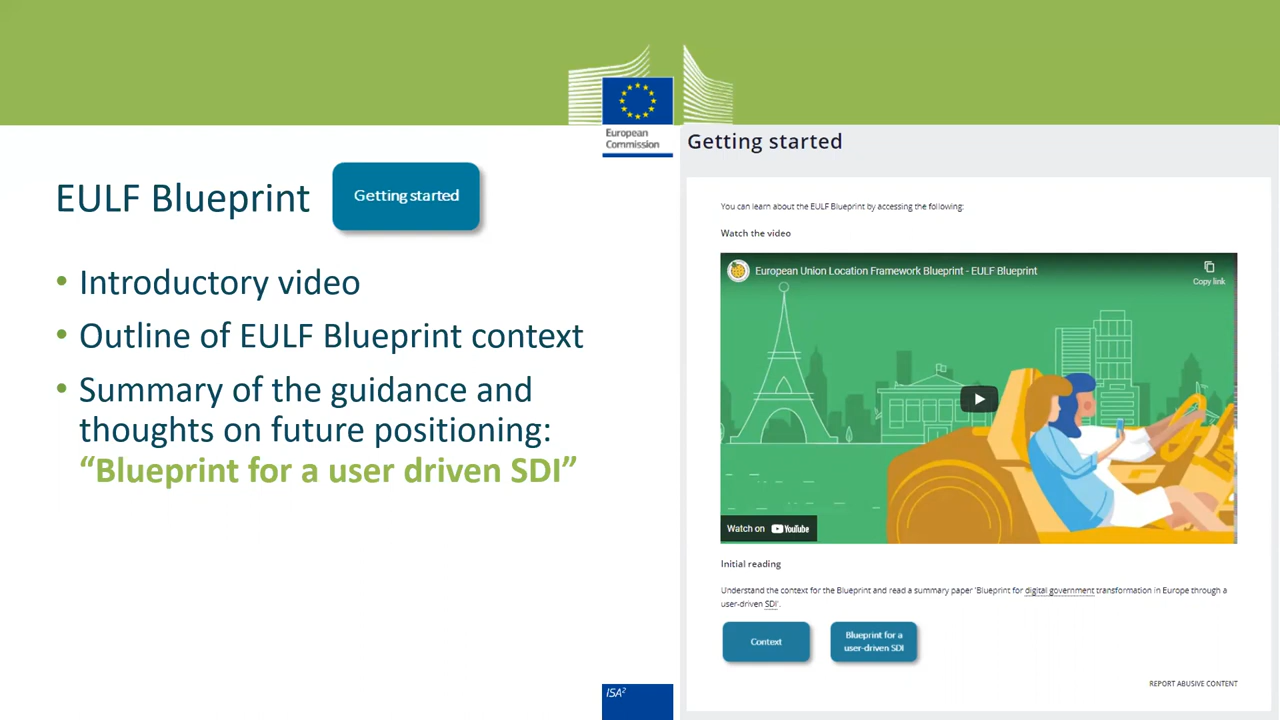 European
Commission
EULF Blueprint
Getting started
• Introductory video
• Outline of EULF Blueprint context
• Summary of the guidance and
thoughts on future positioning:
“Blueprint for a user driven SDI”
ISA²
Getting started
You can learn about the EULF Blueprint by accessing the following:
Watch the video
European Union Location Framework Blueprint - EULF Blueprint
Copy link
Watch on YouTube
Initial reading
Understand the context for the Blueprint and read a summary paper 'Blueprint for digital government transformation in Europe through a
user-driven SDI'.
Context
Blueprint for a
user-driven SDI
REPORT ABUSIVE CONTENT